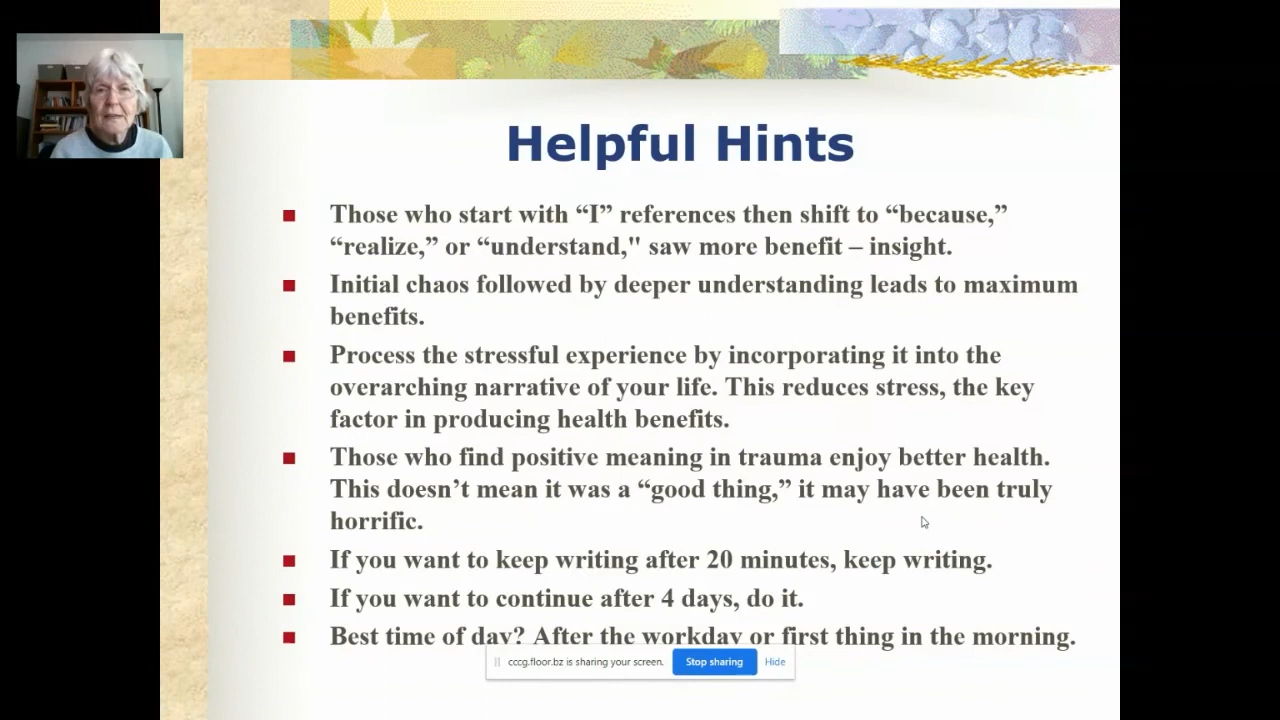 Helpful Hints
Those who start with “I” references then shift to “because,”
“realize,” or “understand," saw more benefit – insight.
Initial chaos followed by deeper understanding leads to maximum
benefits.
Process the stressful experience by incorporating it into the
overarching narrative of your life. This reduces stress, the key
factor in producing health benefits.
Those who find positive meaning in trauma enjoy better health.
This doesn’t mean it was a “good thing,” it may have been truly
horrific.
If you want to keep writing after 20 minutes, keep writing.
If you want to continue after 4 days, do it.
Best time of day? After the workday or first thing in the morning.
cccg.floor.bz is sharing your screen.
Stop sharing
Hide